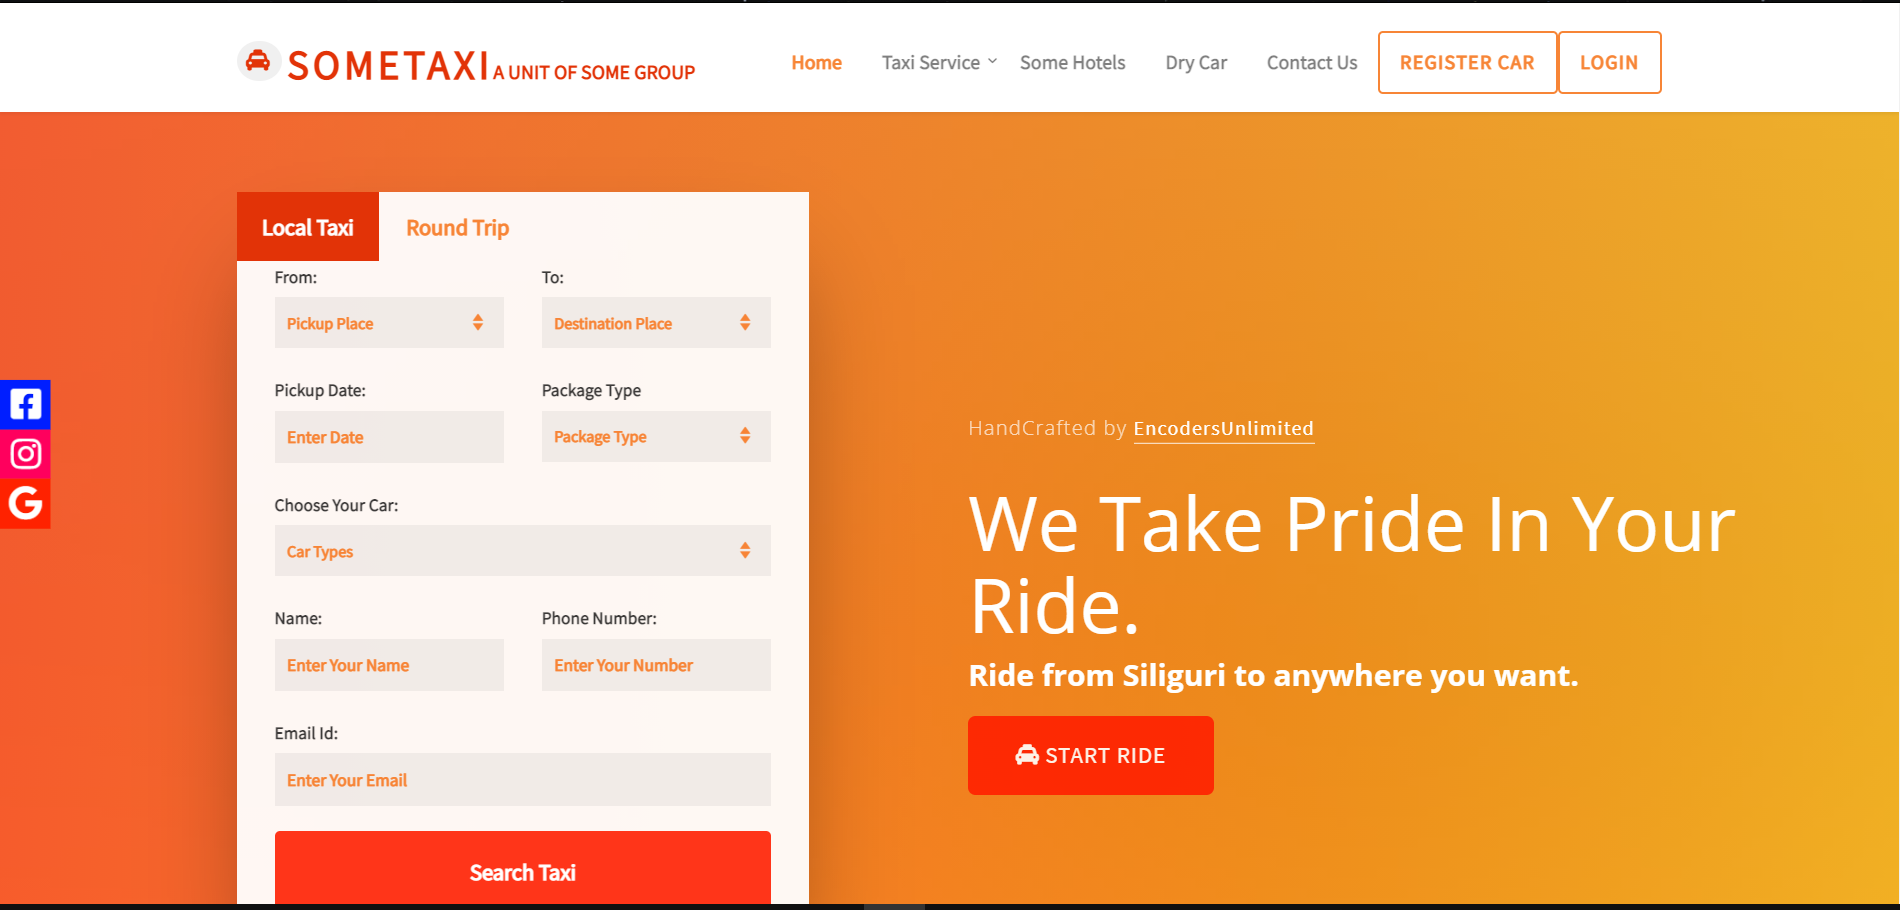 SOMETAXI A UNIT OF SOME GROUP
Home Taxi Service Some Hotels Dry Car Contact Us REGISTER CAR LOGIN
Local Taxi Round Trip
From: To:
Pickup Place Destination Place
Pickup Date: Package Type
Enter Date Package Type
Choose Your Car:
Car Types
Name: Phone Number:
Enter Your Name Enter Your Number
Email Id:
Enter Your Email
Search Taxi
HandCrafted by EncodersUnlimited
We Take Pride In Your
Ride.
Ride from Siliguri to anywhere you want.
START RIDE